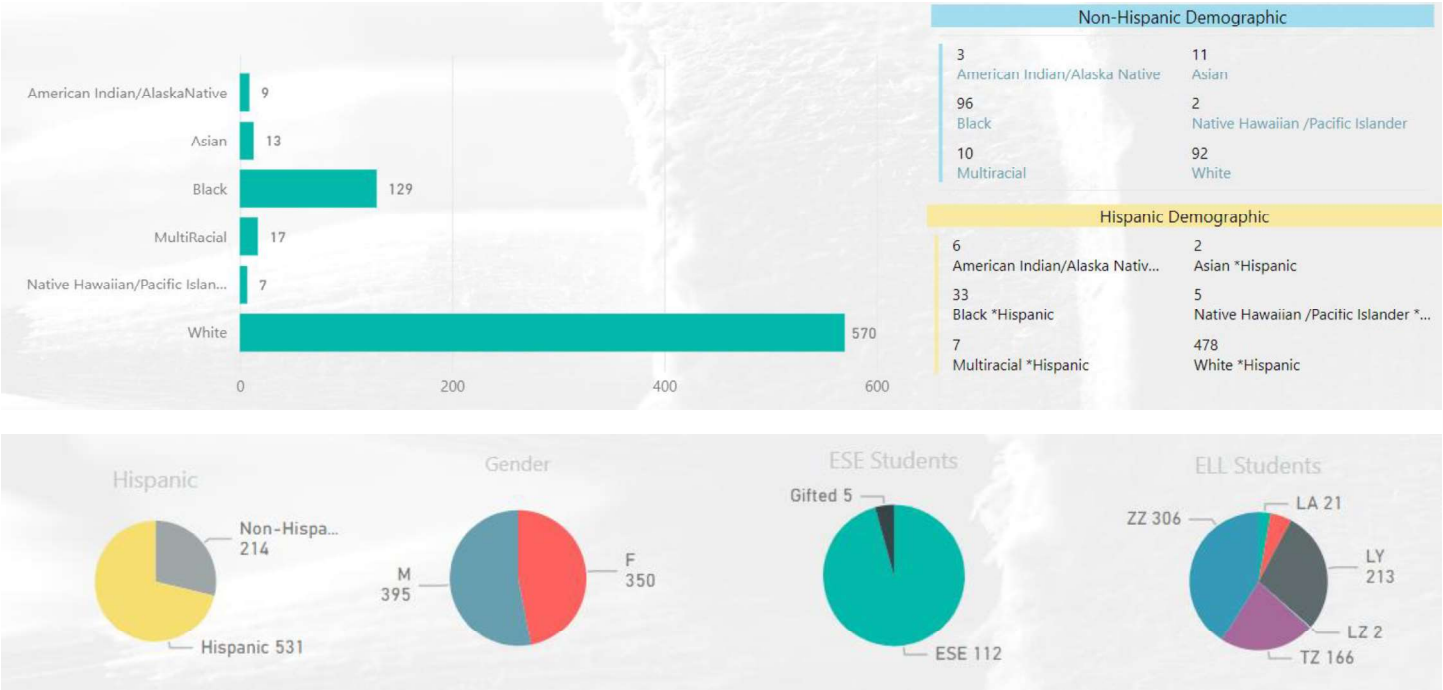 American Indian/AlaskaNative 9
Asian 13
Black 129
MultiRacial 17
Native Hawaiian/Pacific Islan... 7
White 570
0 200 400 600
Non-Hispanic Demographic
3 11
American Indian/Alaska Native Asian
96 2
Black Native Hawaiian /Pacific Islander
10 92
Multiracial White
Hispanic Demographic
6 2
American Indian/Alaska Nativ... Asian *Hispanic
33 5
Black *Hispanic Native Hawaiian /Pacific Islander *...
7 478
Multiracial *Hispanic White *Hispanic
Hispanic
Non-Hispa...
214
Hispanic 531
Gender
F
350
M
395
ESE Students
Gifted 5
ESE 112
ELL Students
ZZ 306
LA 21
LY
213
LZ 2
TZ 166